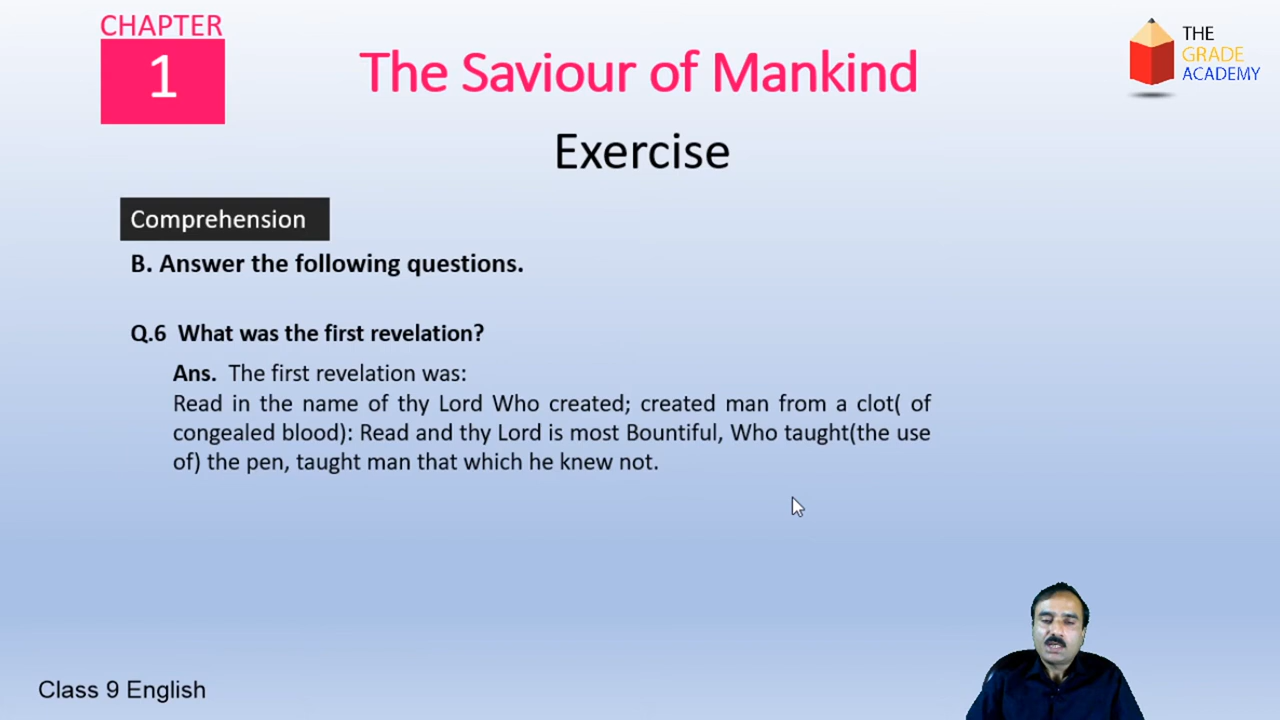 CHAPTER
1
The Saviour of Mankind
THE
GRADE
ACADEMY
Exercise
Comprehension
B. Answer the following questions.
Q.6 What was the first revelation?
Ans. The first revelation was:
Read in the name of thy Lord Who created; created man from a clot( of
congealed blood): Read and thy Lord is most Bountiful, Who taught(the use
of) the pen, taught man that which he knew not.
Class 9 English